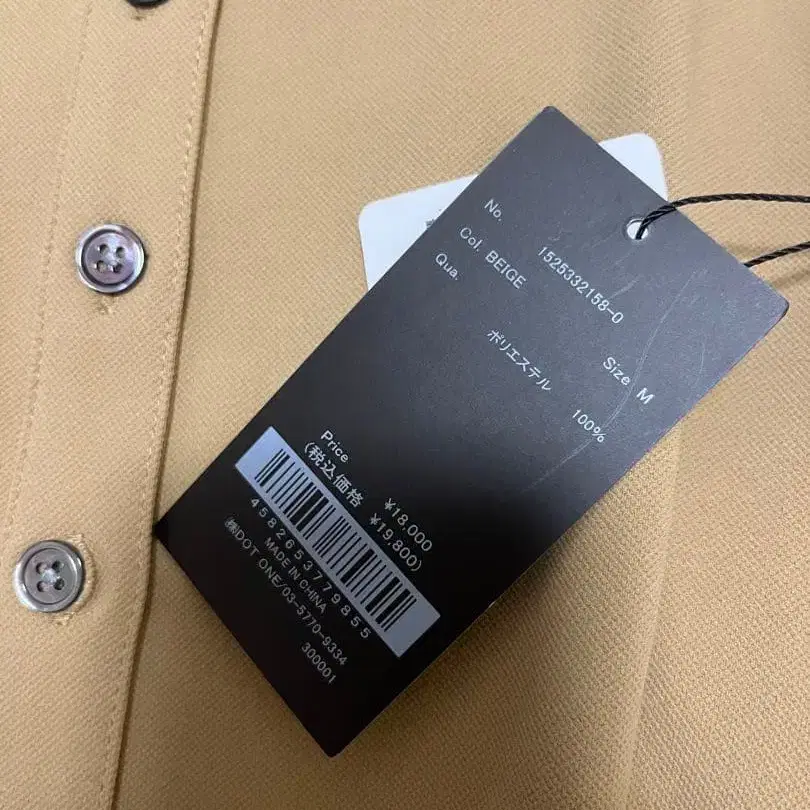 No. 1525332158-0
Col. BEIGE Size M
Qua.
ポリエステル 100%
Price ¥18,000
(税込価格 ¥19,800)
4582653779855
MADE IN CHINA
㈱DOT ONE/03-5770-9334
300001